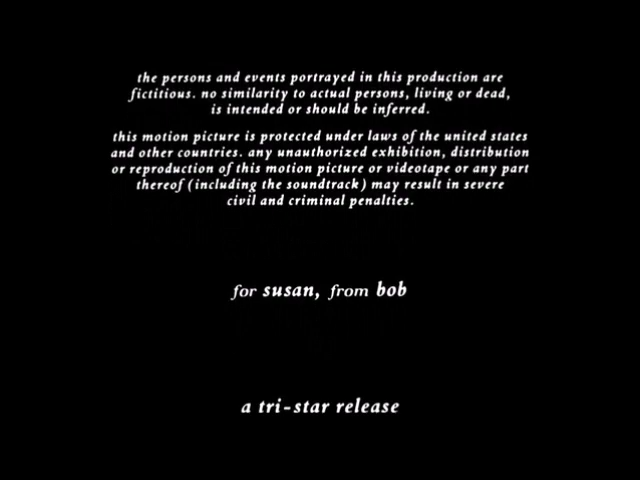 the persons and events portrayed in this production are
fictitious. no similarity to actual persons, living or dead,
is intended or should be inferred.
this motion picture is protected under laws of the united states
and other countries. any unauthorized exhibition, distribution
or reproduction of this motion picture or videotape or any part
thereof (including the soundtrack) may result in severe
civil and criminal penalties.
for susan, from bob
a tri-star release